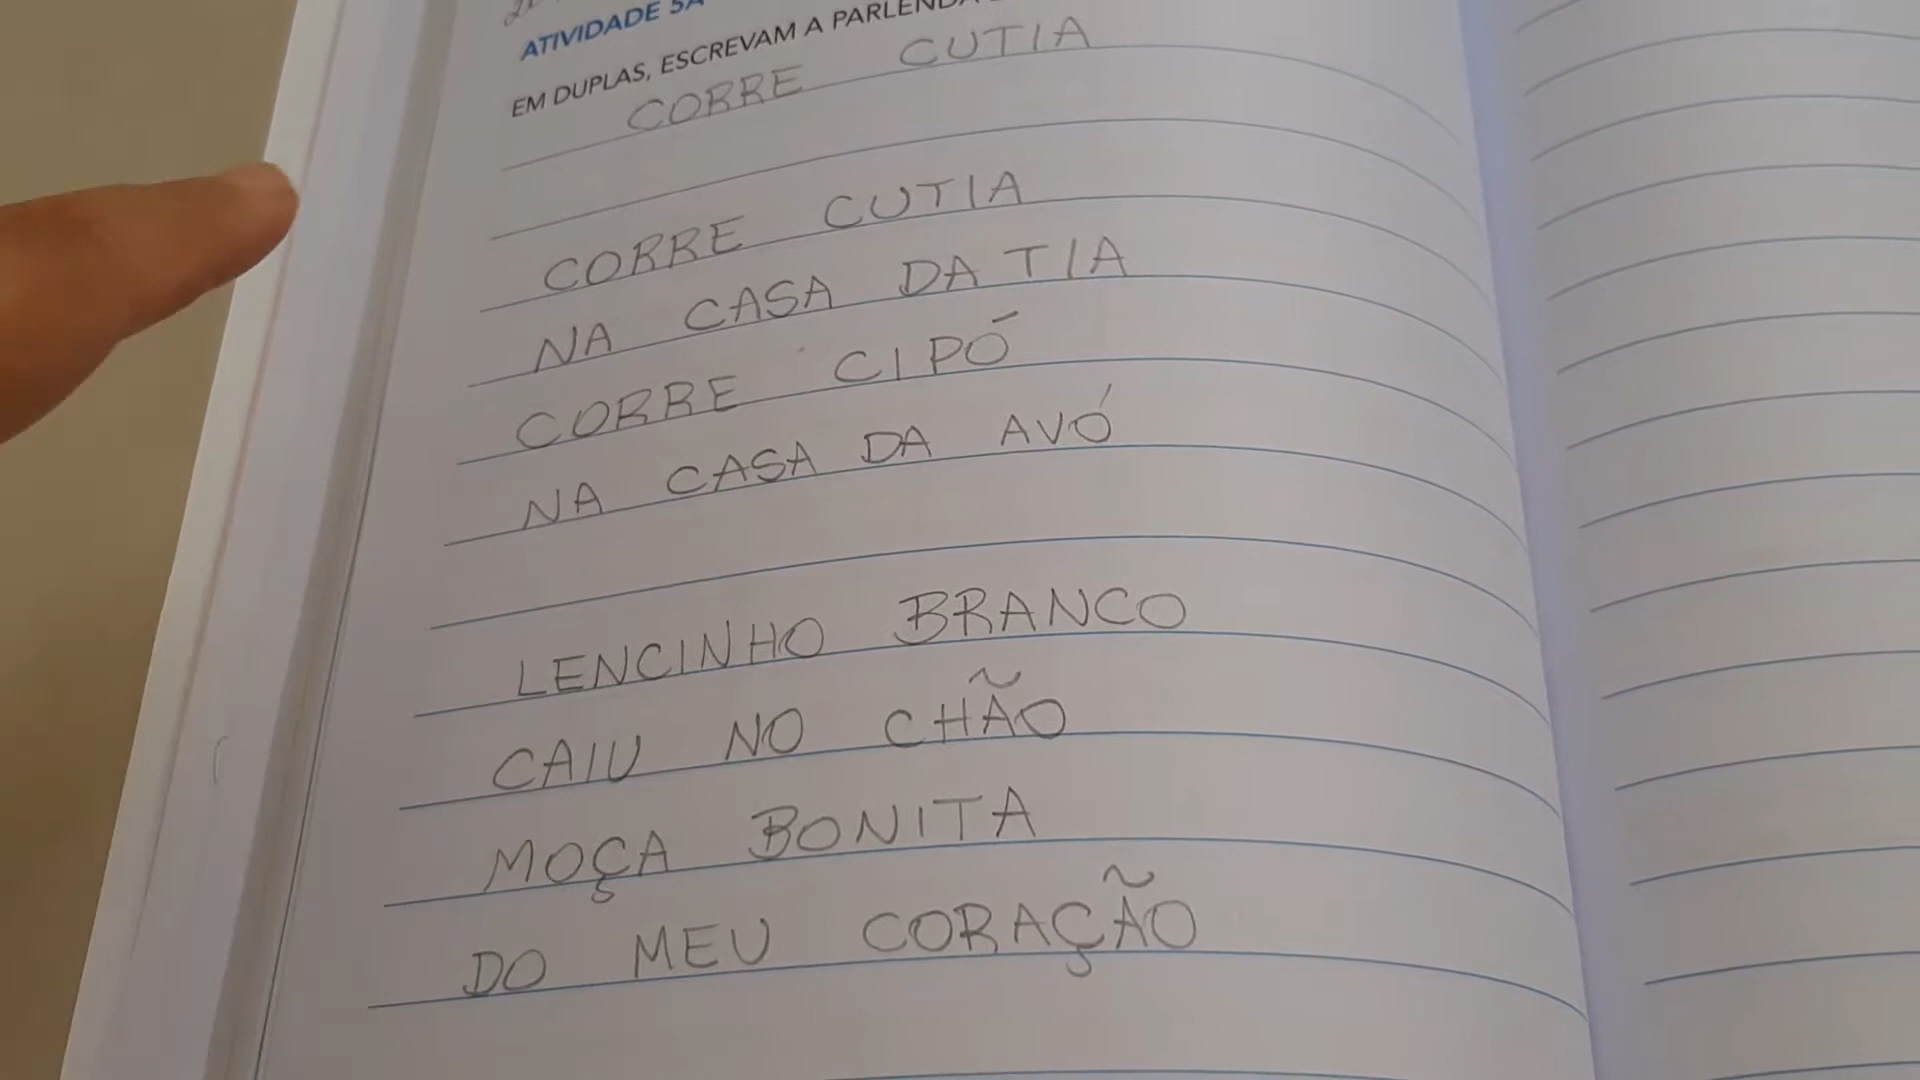 ATIVIDADE 5A
EM DUPLAS, ESCREVAM A PARLENDA
CORRE CUTIA
CORRE CUTIA
NA CASA DA TIA
CORRE CIPÓ
NA CASA DA AVÓ
LENCINHO BRANCO
CAIU NO CHÃO
MOÇA BONITA
DO MEU CORAÇÃO